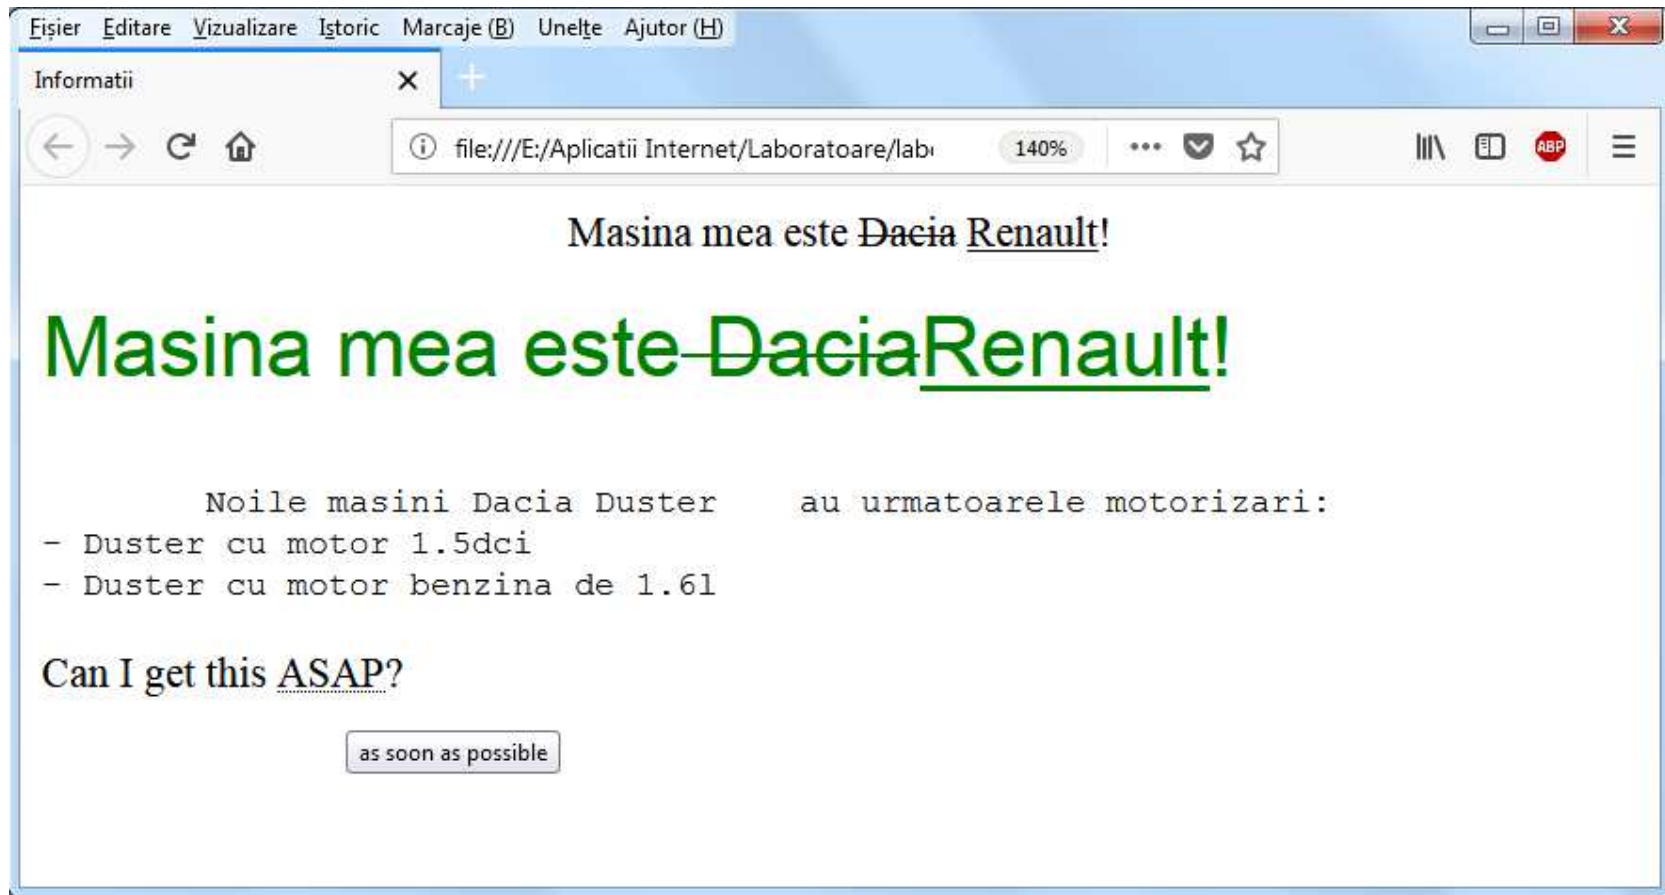 Fișier Editare Vizualizare Istoric Marcaje (B) Unelte Ajutor (H)
Informatii
file:///E:/Aplicatii Internet/Laboratoare/lab 140%
ABP
Masina mea este Dacia Renault!
Masina mea este DaciaRenault!
Noile masini Dacia Duster    au urmatoarele motorizari:
- Duster cu motor 1.5dci
- Duster cu motor benzina de 1.6l
Can I get this ASAP?
as soon as possible